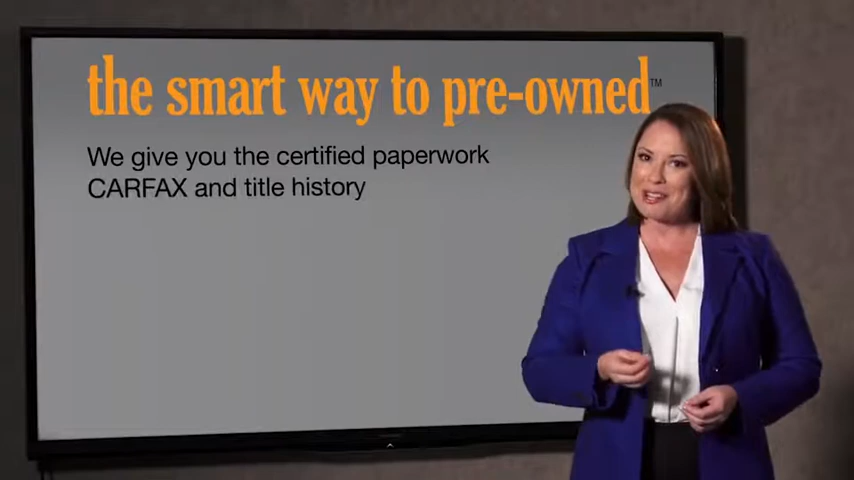 the smart way to pre-owned™
We give you the certified paperwork
CARFAX and title history